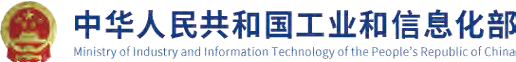 中华人民共和国工业和信息化部
Ministry of Industry and Information Technology of the People's Republic of China